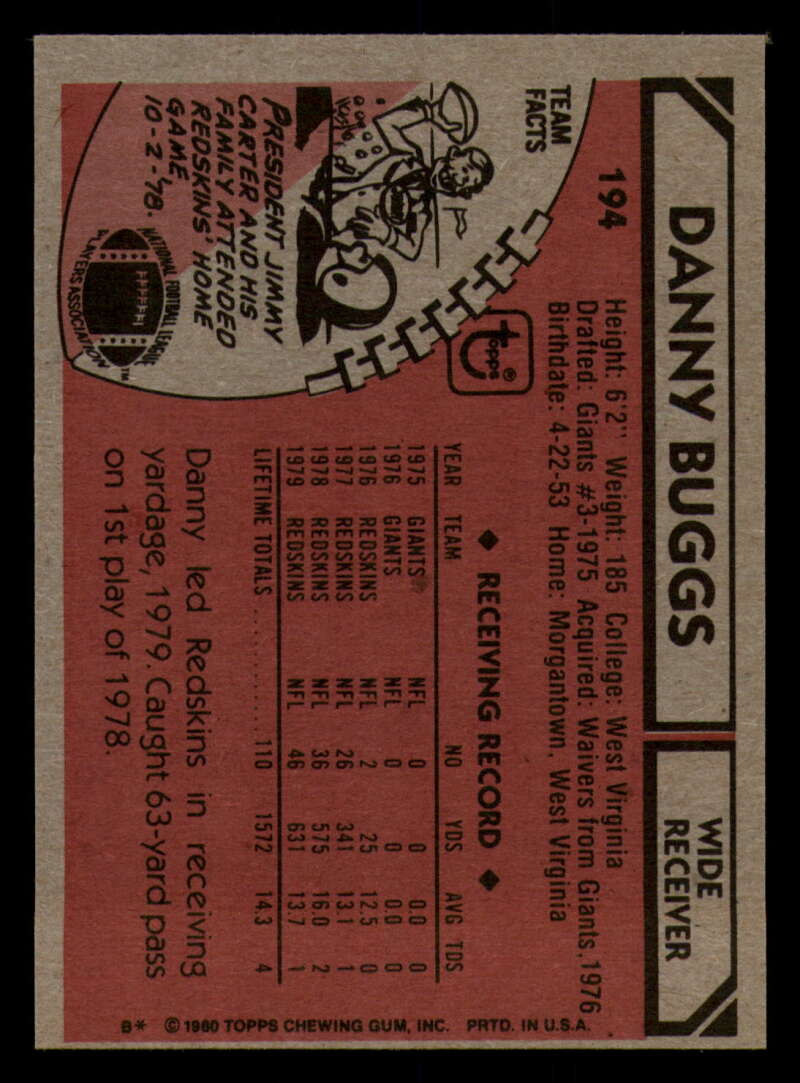 DANNY BUGGS
WIDE
RECEIVER
194
Height: 6'2" Weight: 185 College: West Virginia
Drafted: Giants #3-1975 Acquired: Waivers from Giants, 1976
Birthdate: 4-22-53 Home: Morgantown, West Virginia
TEAM
FACTS
PRESIDENT JIMMY
CARTER AND HIS
FAMILY ATTENDED
REDSKINS' HOME
GAME,
10-2-'78.
NATIONAL FOOTBALL LEAGUE
PLAYERS ASSOCIATION™
Topps®
◆ RECEIVING RECORD ◆
YEAR TEAM NO YDS AVG TDS
1975 GIANTS NFL 0 0 0.0 0
1976 GIANTS NFL 0 0 0.0 0
1976 REDSKINS NFL 2 25 12.5 0
1977 REDSKINS NFL 26 341 13.1 1
1978 REDSKINS NFL 36 575 16.0 2
1979 REDSKINS NFL 46 631 13.7 1
LIFETIME TOTALS .............. 110 1572 14.3 4
Danny led Redskins in receiving
yardage, 1979. Caught 63-yard pass
on 1st play of 1978.
B* © 1980 TOPPS CHEWING GUM, INC. PRTD. IN U.S.A.